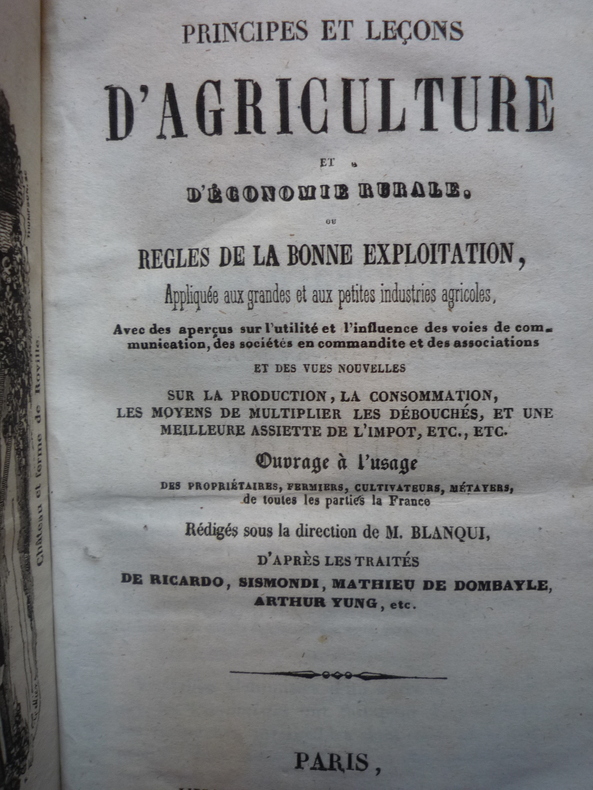 PRINCIPES ET LEÇONS
D'AGRICULTURE
ET
D'ÉCONOMIE RURALE,
OU
REGLES DE LA BONNE EXPLOITATION,
Appliquée aux grandes et aux petites industries agricoles,
Avec des aperçus sur l'utilité et l'influence des voies de com-
munication, des sociétés en commandite et des associations
ET DES VUES NOUVELLES
SUR LA PRODUCTION, LA CONSOMMATION,
LES MOYENS DE MULTIPLIER LES DÉBOUCHÉS, ET UNE
MEILLEURE ASSIETTE DE L'IMPOT, ETC., ETC.
Ouvrage à l'usage
DES PROPRIÉTAIRES, FERMIERS, CULTIVATEURS, MÉTAYERS,
de toutes les parties la France
Rédigés sous la direction de M. BLANQUI,
D'APRÈS LES TRAITÉS
DE RICARDO, SISMONDI, MATHIEU DE DOMBAYLE,
ARTHUR YUNG, etc.
PARIS,
Château et ferme de Roville.